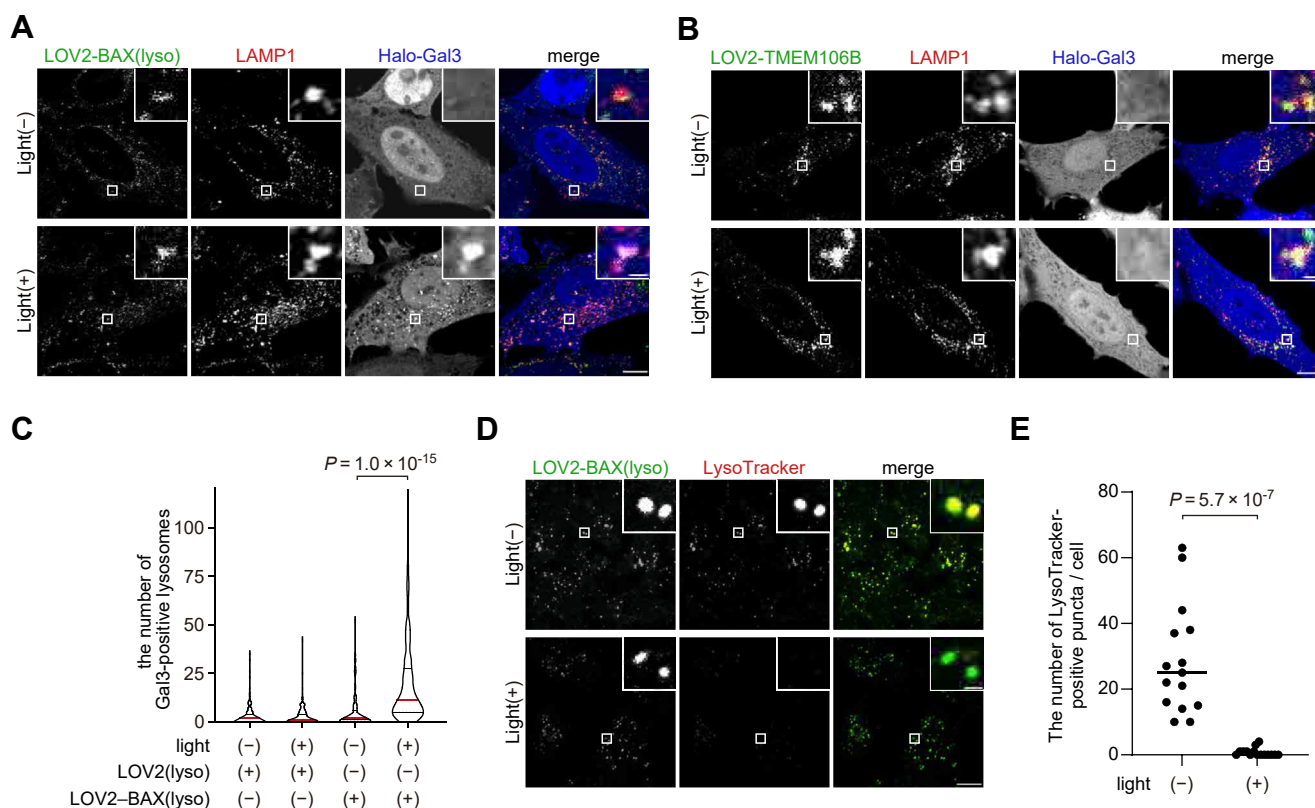 A
LOV2-BAX(lyso) LAMP1 Halo-Gal3 merge
Light(−)
Light(+)
B
LOV2-TMEM106B LAMP1 Halo-Gal3 merge
Light(−)
Light(+)
C
P = 1.0 × 10-15
the number of
Gal3-positive lysosomes
100
75
50
25
0
light (−) (+) (−) (+)
LOV2(lyso) (+) (+) (−) (−)
LOV2–BAX(lyso) (−) (−) (+) (+)
D
LOV2-BAX(lyso) LysoTracker merge
Light(−)
Light(+)
E
P = 5.7 × 10-7
The number of LysoTracker-
positive puncta / cell
80
60
40
20
0
light (−) (+)